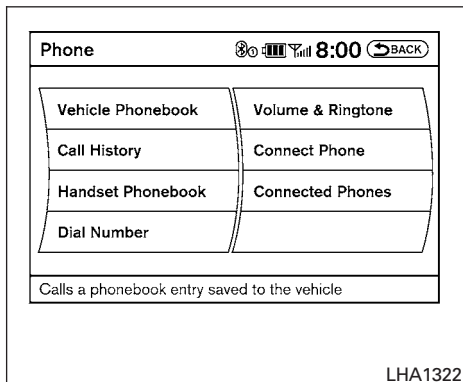 Phone 8:00 BACK
Vehicle Phonebook
Call History
Handset Phonebook
Dial Number
Volume & Ringtone
Connect Phone
Connected Phones
Calls a phonebook entry saved to the vehicle
LHA1322